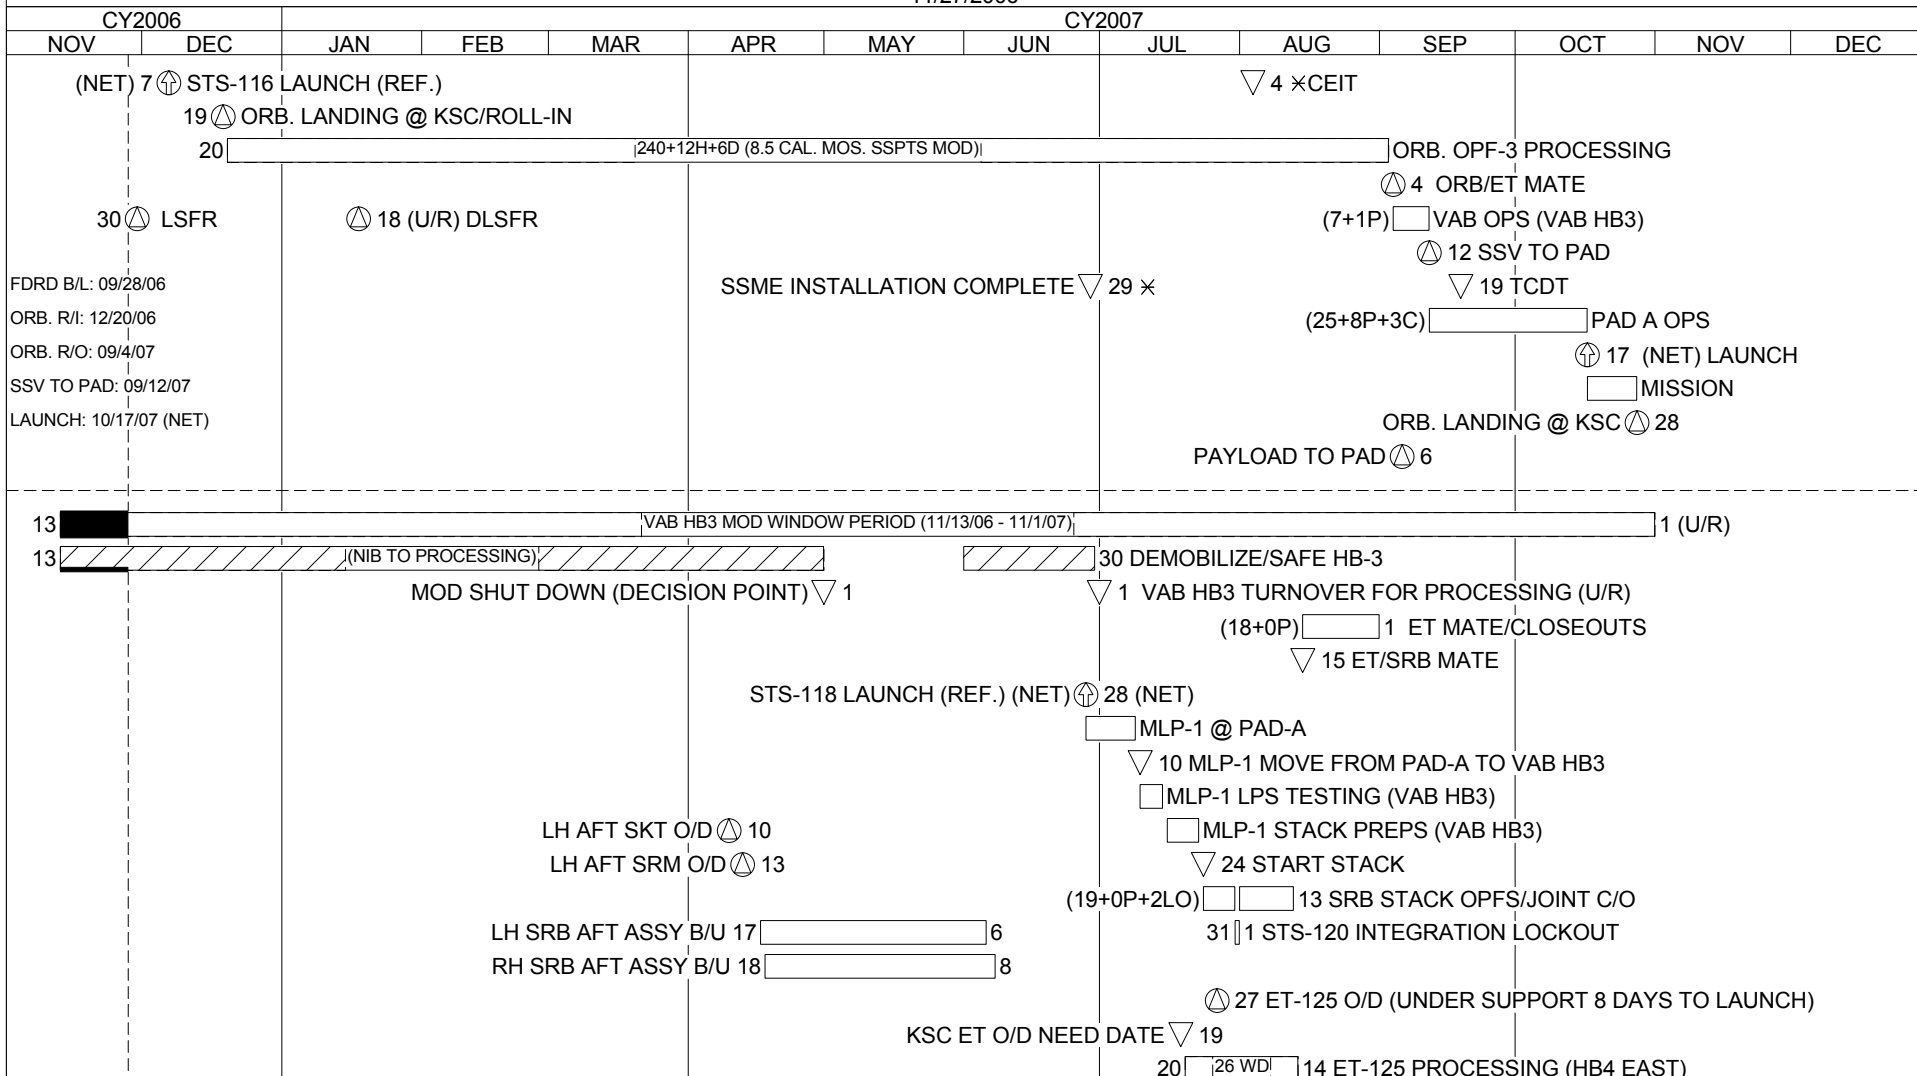 CY2006 CY2007
NOV DEC JAN FEB MAR APR MAY JUN JUL AUG SEP OCT NOV DEC
(NET) 7 STS-116 LAUNCH (REF.) 4 CEIT
19 ORB. LANDING @ KSC/ROLL-IN
20 240+12H+6D (8.5 CAL. MOS. SSPTS MOD) ORB. OPF-3 PROCESSING
4 ORB/ET MATE
30 LSFR 18 (U/R) DLSFR (7+1P) VAB OPS (VAB HB3)
12 SSV TO PAD
FDRD B/L: 09/28/06 SSME INSTALLATION COMPLETE 29 19 TCDT
ORB. R/I: 12/20/06 (25+8P+3C) PAD A OPS
ORB. R/O: 09/4/07 17 (NET) LAUNCH
SSV TO PAD: 09/12/07 MISSION
LAUNCH: 10/17/07 (NET) ORB. LANDING @ KSC 28
PAYLOAD TO PAD 6
13 VAB HB3 MOD WINDOW PERIOD (11/13/06 - 11/1/07) 1 (U/R)
13 (NIB TO PROCESSING) 30 DEMOBILIZE/SAFE HB-3
MOD SHUT DOWN (DECISION POINT) 1 1 VAB HB3 TURNOVER FOR PROCESSING (U/R)
(18+0P) 1 ET MATE/CLOSEOUTS
15 ET/SRB MATE
STS-118 LAUNCH (REF.) (NET) 28 (NET)
MLP-1 @ PAD-A
10 MLP-1 MOVE FROM PAD-A TO VAB HB3
MLP-1 LPS TESTING (VAB HB3)
LH AFT SKT O/D 10 MLP-1 STACK PREPS (VAB HB3)
LH AFT SRM O/D 13 24 START STACK
(19+0P+2LO) 13 SRB STACK OPFS/JOINT C/O
LH SRB AFT ASSY B/U 17 6 31 1 STS-120 INTEGRATION LOCKOUT
RH SRB AFT ASSY B/U 18 8
27 ET-125 O/D (UNDER SUPPORT 8 DAYS TO LAUNCH)
KSC ET O/D NEED DATE 19
20 26 WD 14 ET-125 PROCESSING (HB4 EAST)